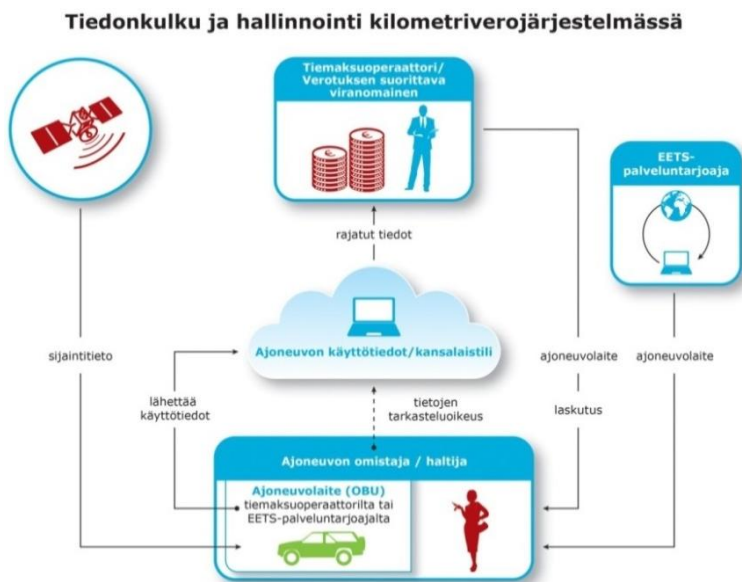 Tiedonkulku ja hallinnointi kilometriverojärjestelmässä
Tiemaksuoperaattori/
Verotuksen suorittava
viranomainen
EETS-
palveluntarjoaja
rajatut tiedot
Ajoneuvon käyttötiedot/kansalaistili
sijaintitieto
ajoneuvolaite
ajoneuvolaite
lähettää
käyttötiedot
tietojen
tarkasteluoikeus
laskutus
Ajoneuvon omistaja / haltija
Ajoneuvolaite (OBU)
tiemaksuoperaattorilta tai
EETS-palveluntarjoajalta